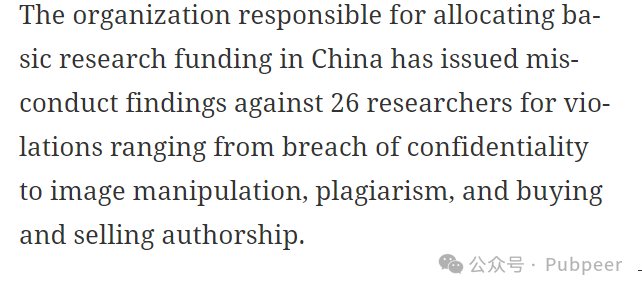 The organization responsible for allocating ba-
sic research funding in China has issued mis-
conduct findings against 26 researchers for vio-
lations ranging from breach of confidentiality
to image manipulation, plagiarism, and buying
and selling authorship.
公众号 · Pubpeer